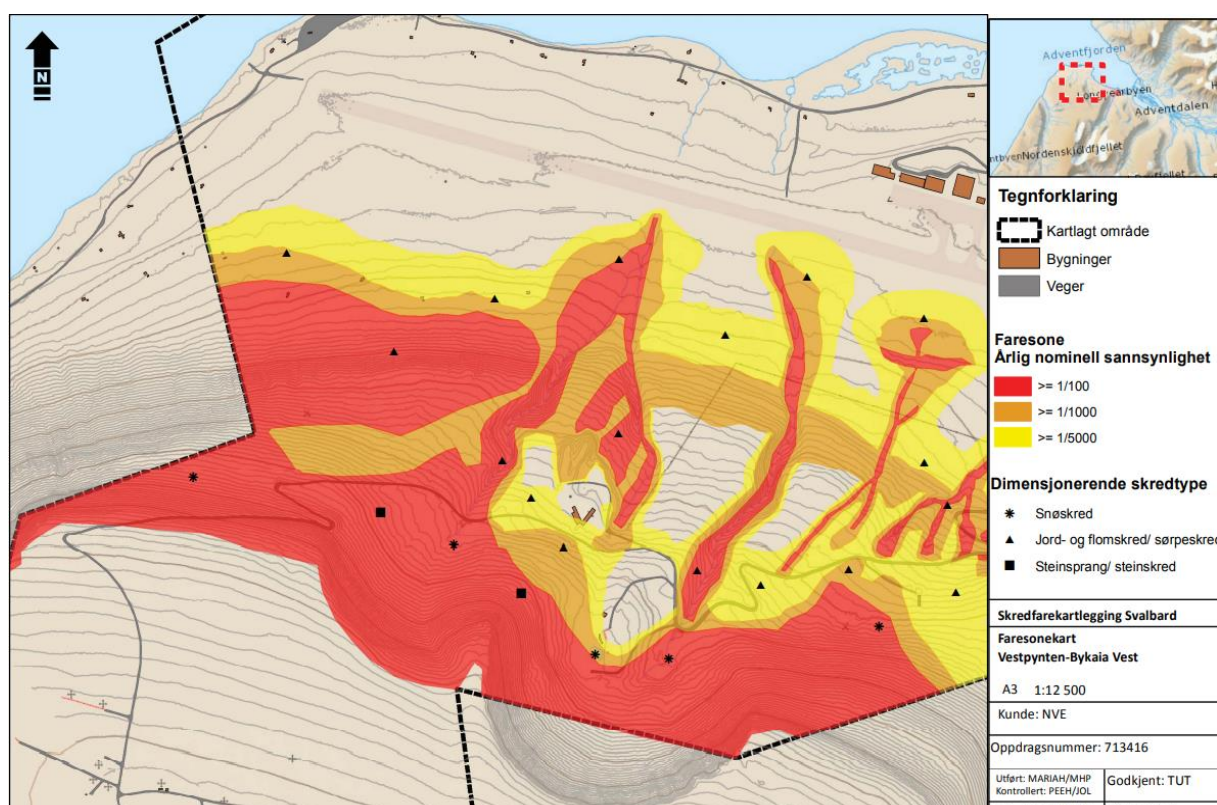 N
Adventfjorden
Longyearbyen
Adventdalen
Nordenskiöldfjellet
Tegnforklaring
Kartlagt område
Bygninger
Veger
Faresone
Årlig nominell sannsynlighet
>= 1/100
>= 1/1000
>= 1/5000
Dimensjonerende skredtype
Snøskred
Jord- og flomskred/ sørpeskred
Steinsprang/ steinskred
Skredfarekartlegging Svalbard
Faresonekart
Vestpynten-Bykaia Vest
A3 1:12 500
Kunde: NVE
Oppdragsnummer: 713416
Utført: MARIAH/MHP
Kontrollert: PEEH/JOL
Godkjent: TUT